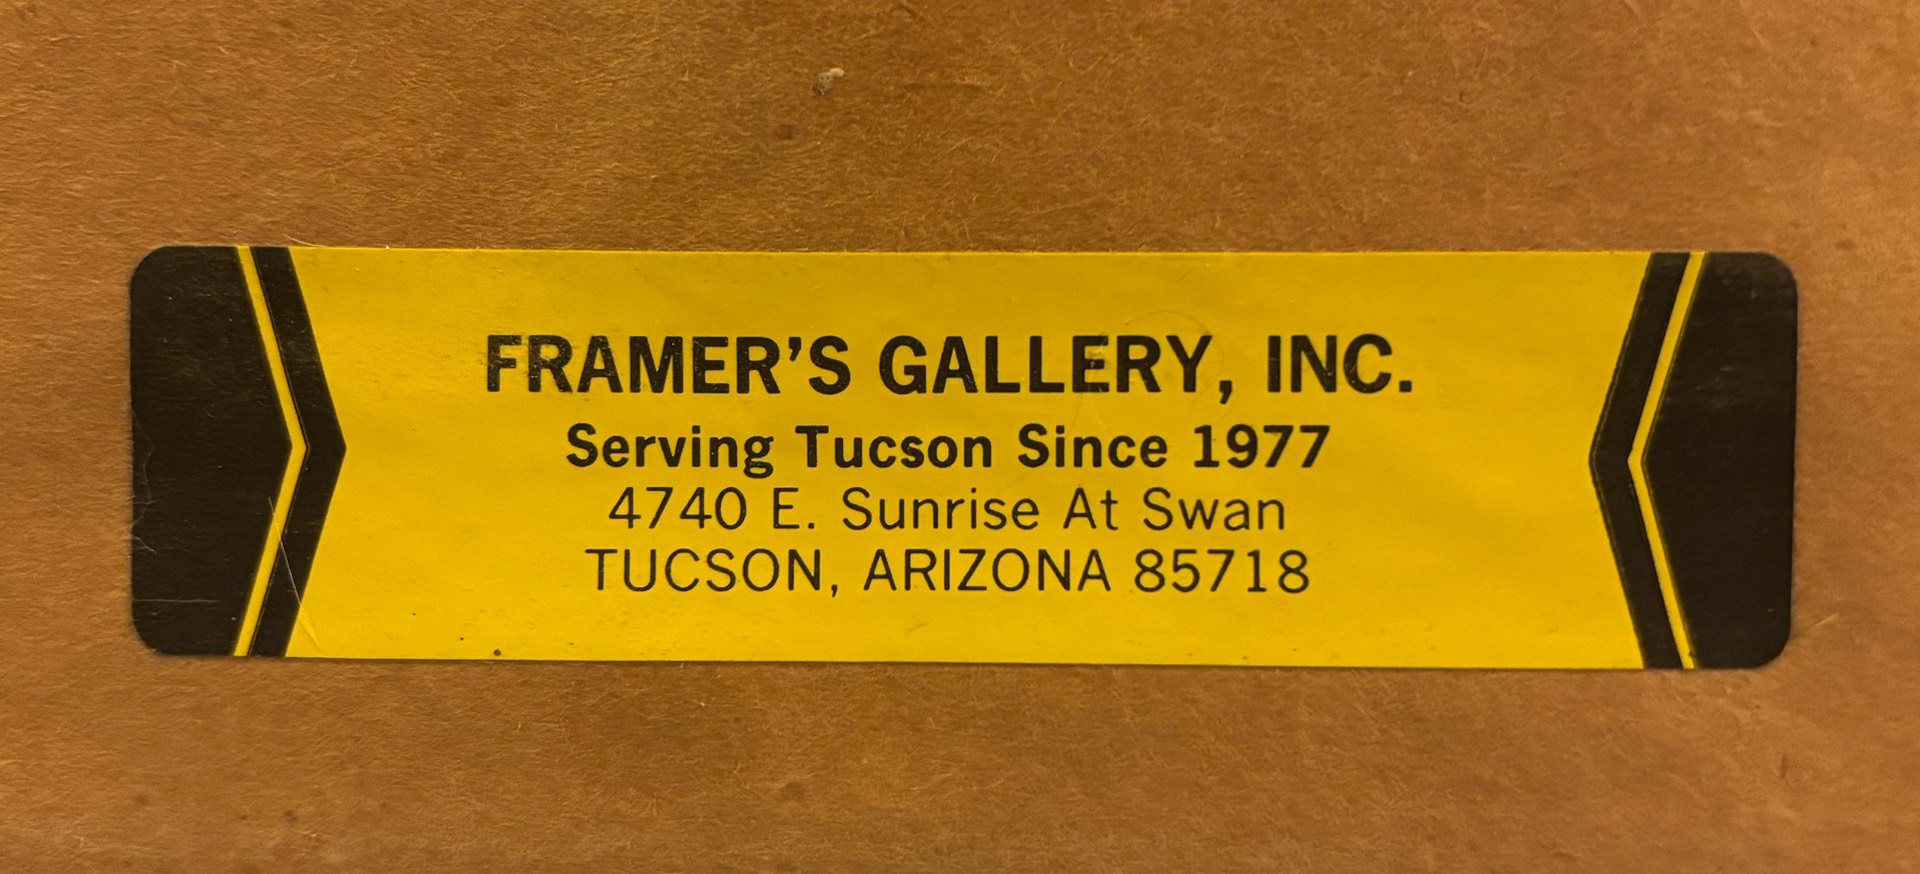 FRAMER’S GALLERY, INC.
Serving Tucson Since 1977
4740 E. Sunrise At Swan
TUCSON, ARIZONA 85718